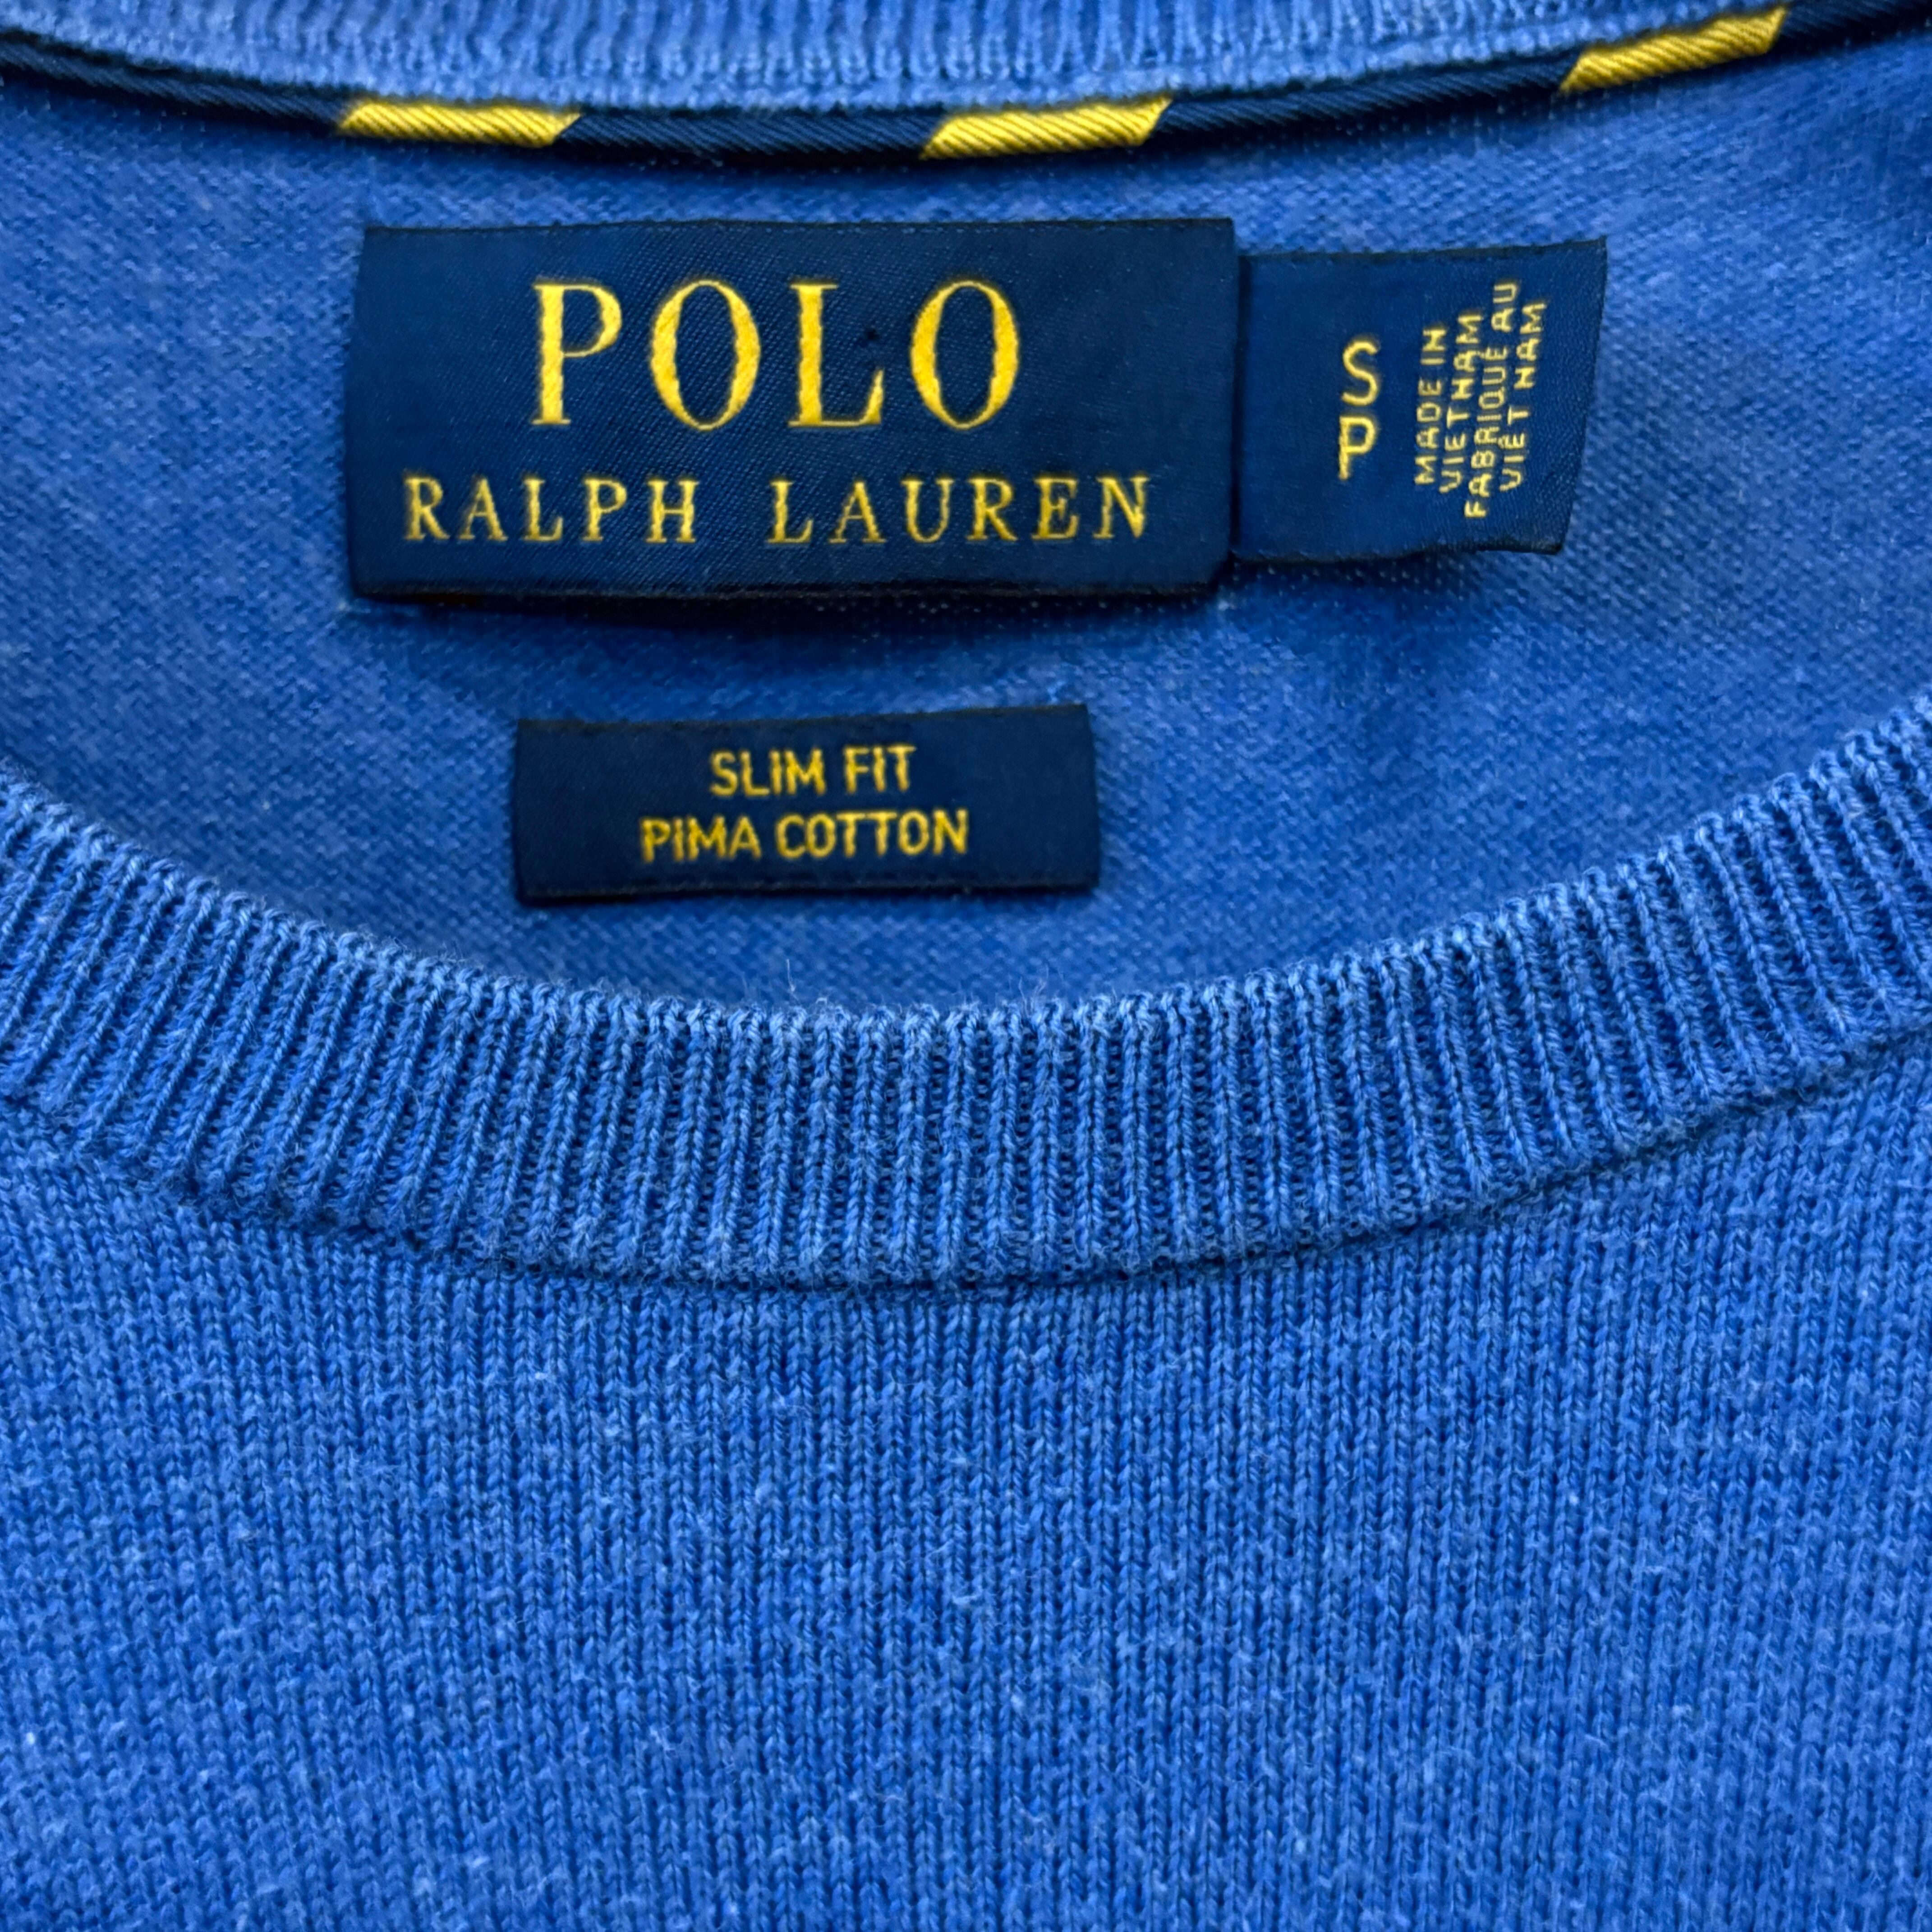 POLO
RALPH LAUREN
S
P
MADE IN
VIETNAM
FABRIQUÉ AU
VIÊT NAM
SLIM FIT
PIMA COTTON